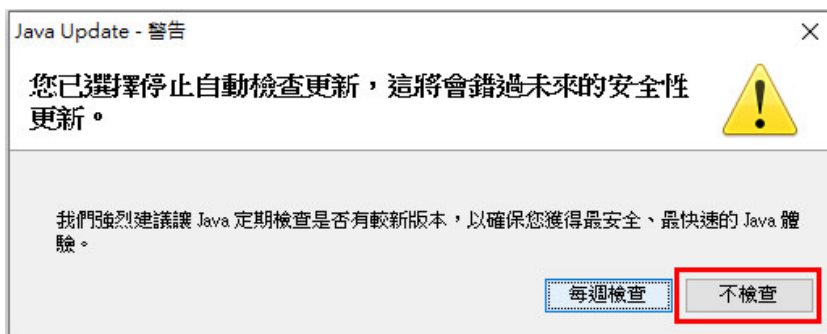 Java Update - 警告
您已選擇停止自動檢查更新，這將會錯過未來的安全性
更新。
我們強烈建議讓 Java 定期檢查是否有較新版本，以確保您獲得最安全、最快速的 Java 體
驗。
每週檢查
不檢查